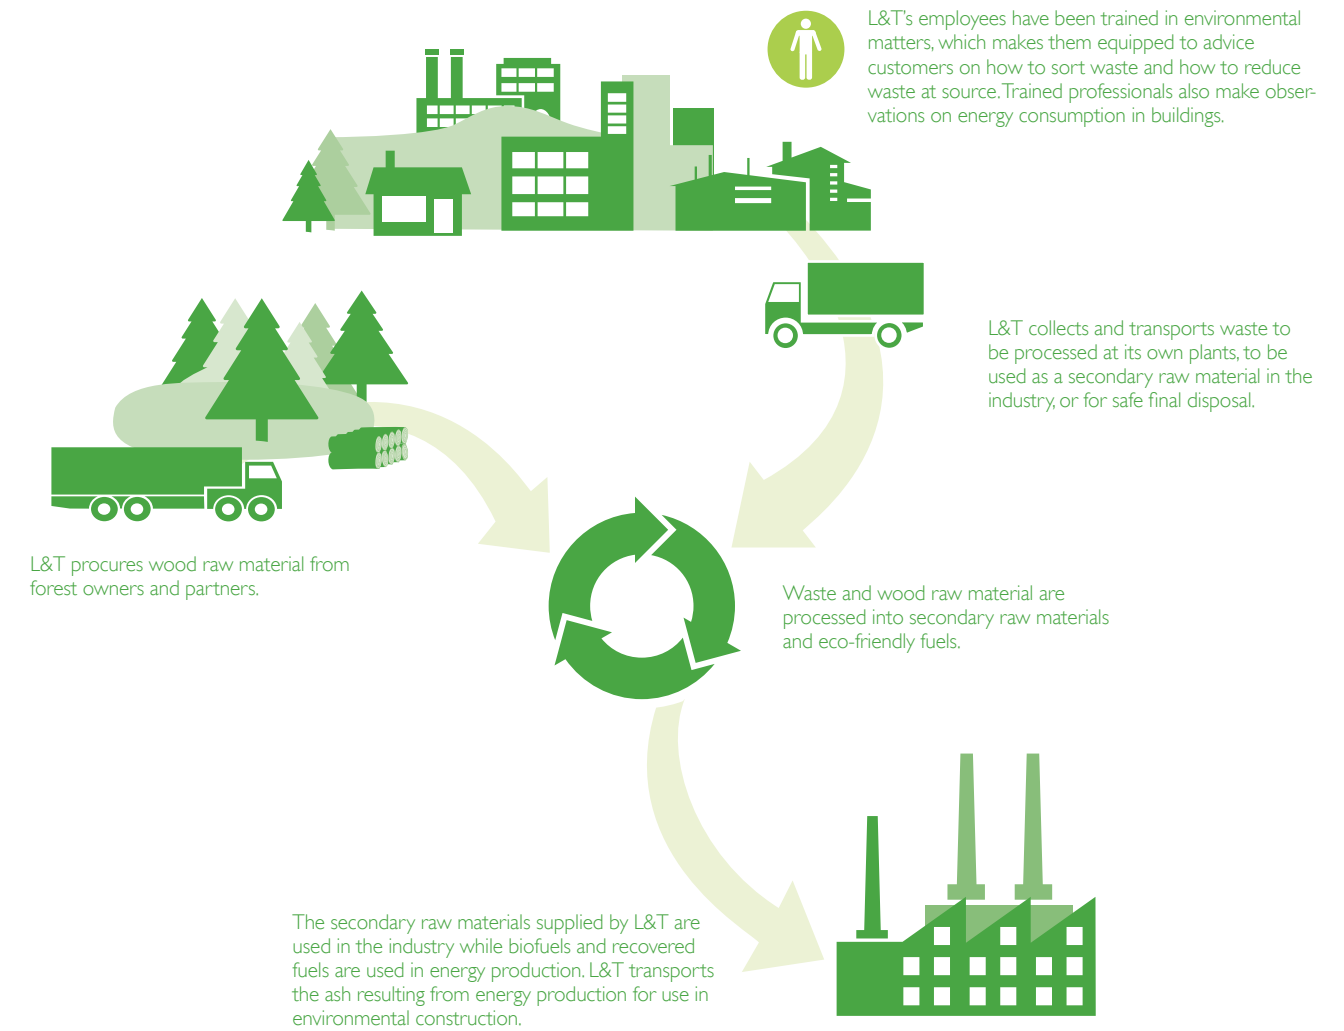 L&T's employees have been trained in environmental
matters, which makes them equipped to advice
customers on how to sort waste and how to reduce
waste at source. Trained professionals also make obser-
vations on energy consumption in buildings.
L&T collects and transports waste to
be processed at its own plants, to be
used as a secondary raw material in the
industry, or for safe final disposal.
L&T procures wood raw material from
forest owners and partners.
Waste and wood raw material are
processed into secondary raw materials
and eco-friendly fuels.
The secondary raw materials supplied by L&T are
used in the industry while biofuels and recovered
fuels are used in energy production. L&T transports
the ash resulting from energy production for use in
environmental construction.